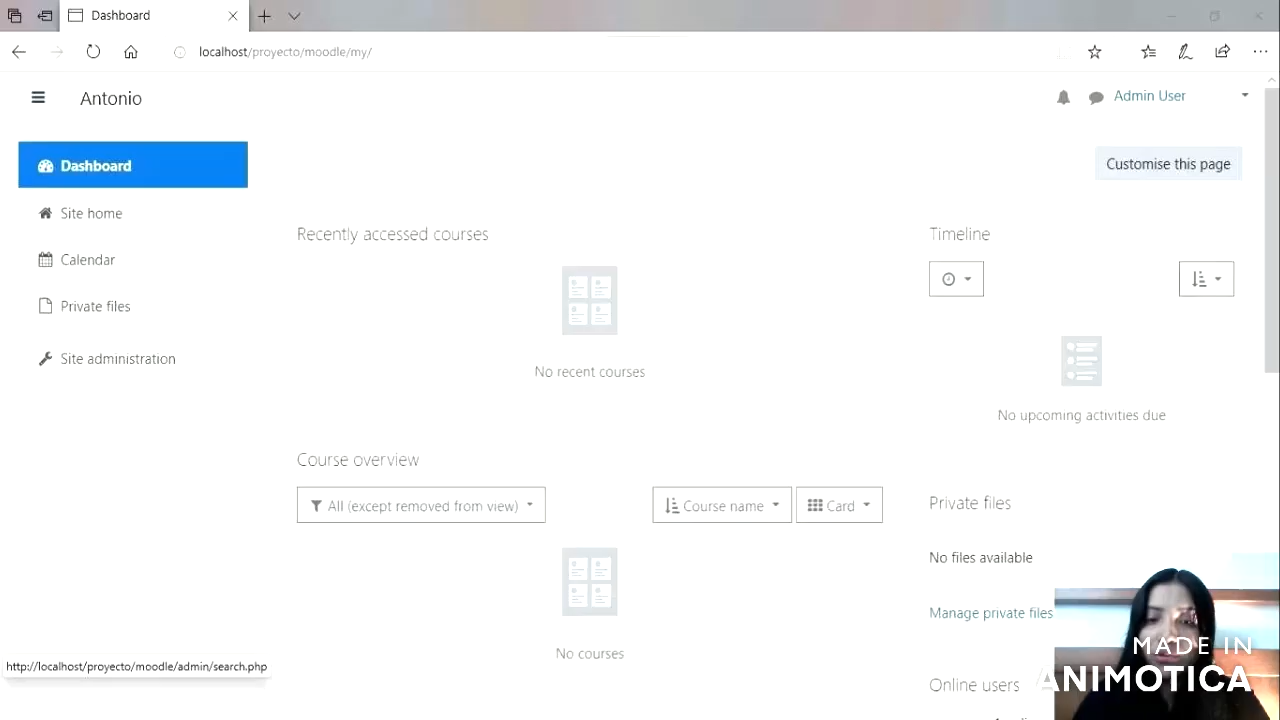 Dashboard
localhost/proyecto/moodle/my/
Antonio
Admin User
Dashboard
Customise this page
Site home
Calendar
Private files
Site administration
Recently accessed courses
No recent courses
Timeline
No upcoming activities due
Course overview
All (except removed from view)
Course name
Card
No courses
Private files
No files available
Manage private files
Online users
http://localhost/proyecto/moodle/admin/search.php
MADE IN
ANIMOTICA